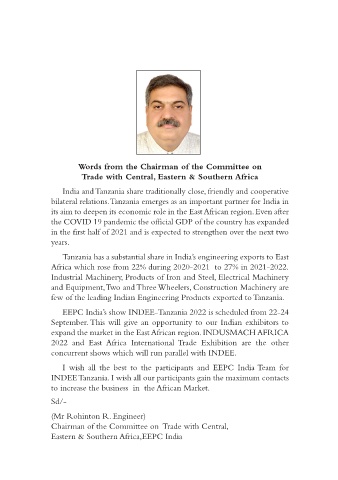 Words from the Chairman of the Committee on
Trade with Central, Eastern & Southern Africa
India and Tanzania share traditionally close, friendly and cooperative
bilateral relations. Tanzania emerges as an important partner for India in
its aim to deepen its economic role in the East African region. Even after
the COVID 19 pandemic the official GDP of the country has expanded
in the first half of 2021 and is expected to strengthen over the next two
years.
Tanzania has a substantial share in India's engineering exports to East
Africa which rose from 22% during 2020-2021 to 27% in 2021-2022.
Industrial Machinery, Products of Iron and Steel, Electrical Machinery
and Equipment, Two and Three Wheelers, Construction Machinery are
few of the leading Indian Engineering Products exported to Tanzania.
EEPC India's show INDEE-Tanzania 2022 is scheduled from 22-24
September. This will give an opportunity to our Indian exhibitors to
expand the market in the East African region. INDUSMACH AFRICA
2022 and East Africa International Trade Exhibition are the other
concurrent shows which will run parallel with INDEE.
I wish all the best to the participants and EEPC India Team for
INDEE Tanzania. I wish all our participants gain the maximum contacts
to increase the business in the African Market.
Sd/-
(Mr Rohinton R. Engineer)
Chairman of the Committee on Trade with Central,
Eastern & Southern Africa,EEPC India